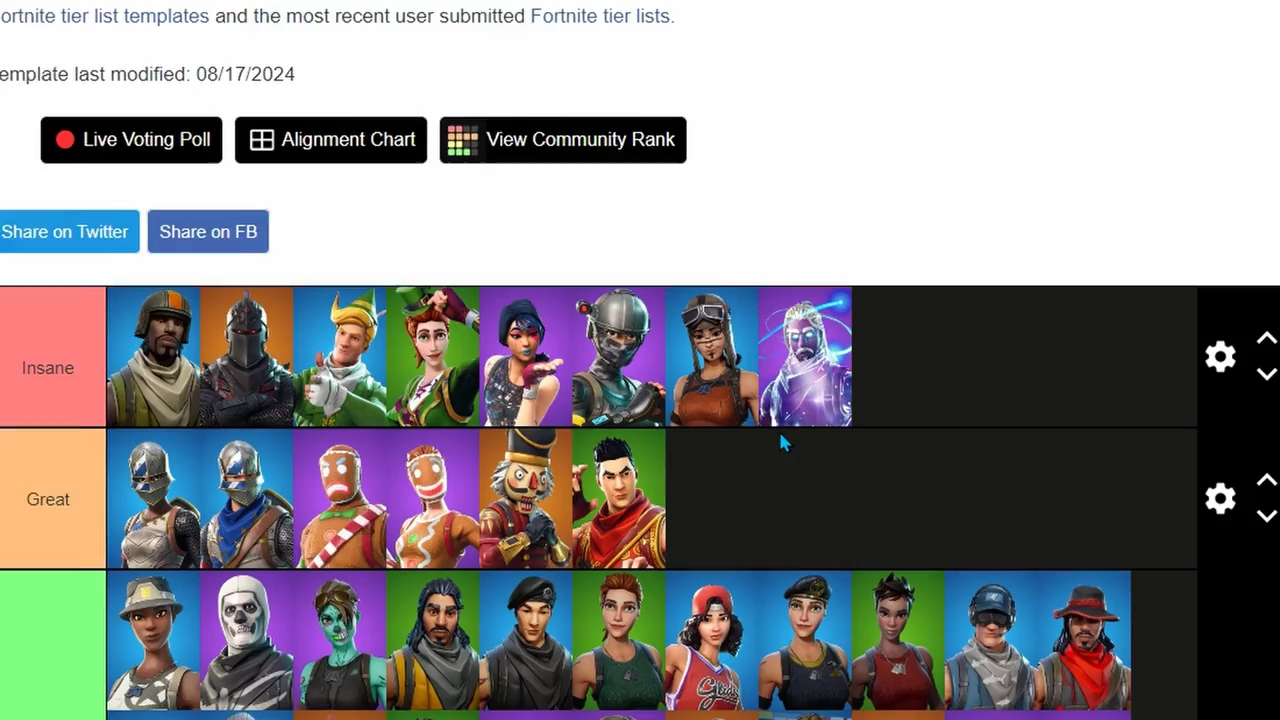 ortnite tier list templates and the most recent user submitted Fortnite tier lists.
emplate last modified: 08/17/2024
Live Voting Poll
Alignment Chart
View Community Rank
Share on Twitter
Share on FB
Insane
Great